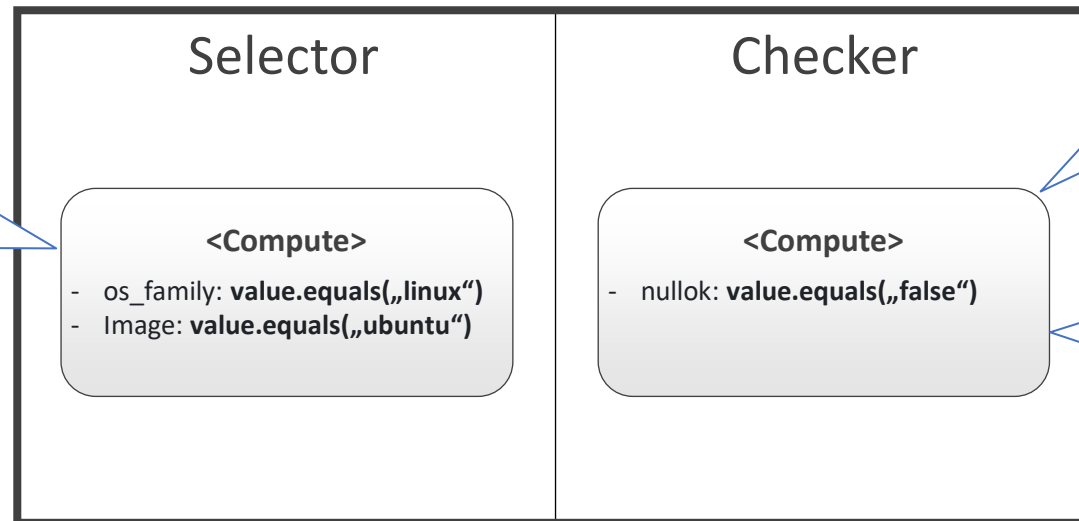 Selector
Checker
<Compute>
- os_family: value.equals(„linux“)
- Image: value.equals(„ubuntu“)
<Compute>
- nullok: value.equals(„false“)